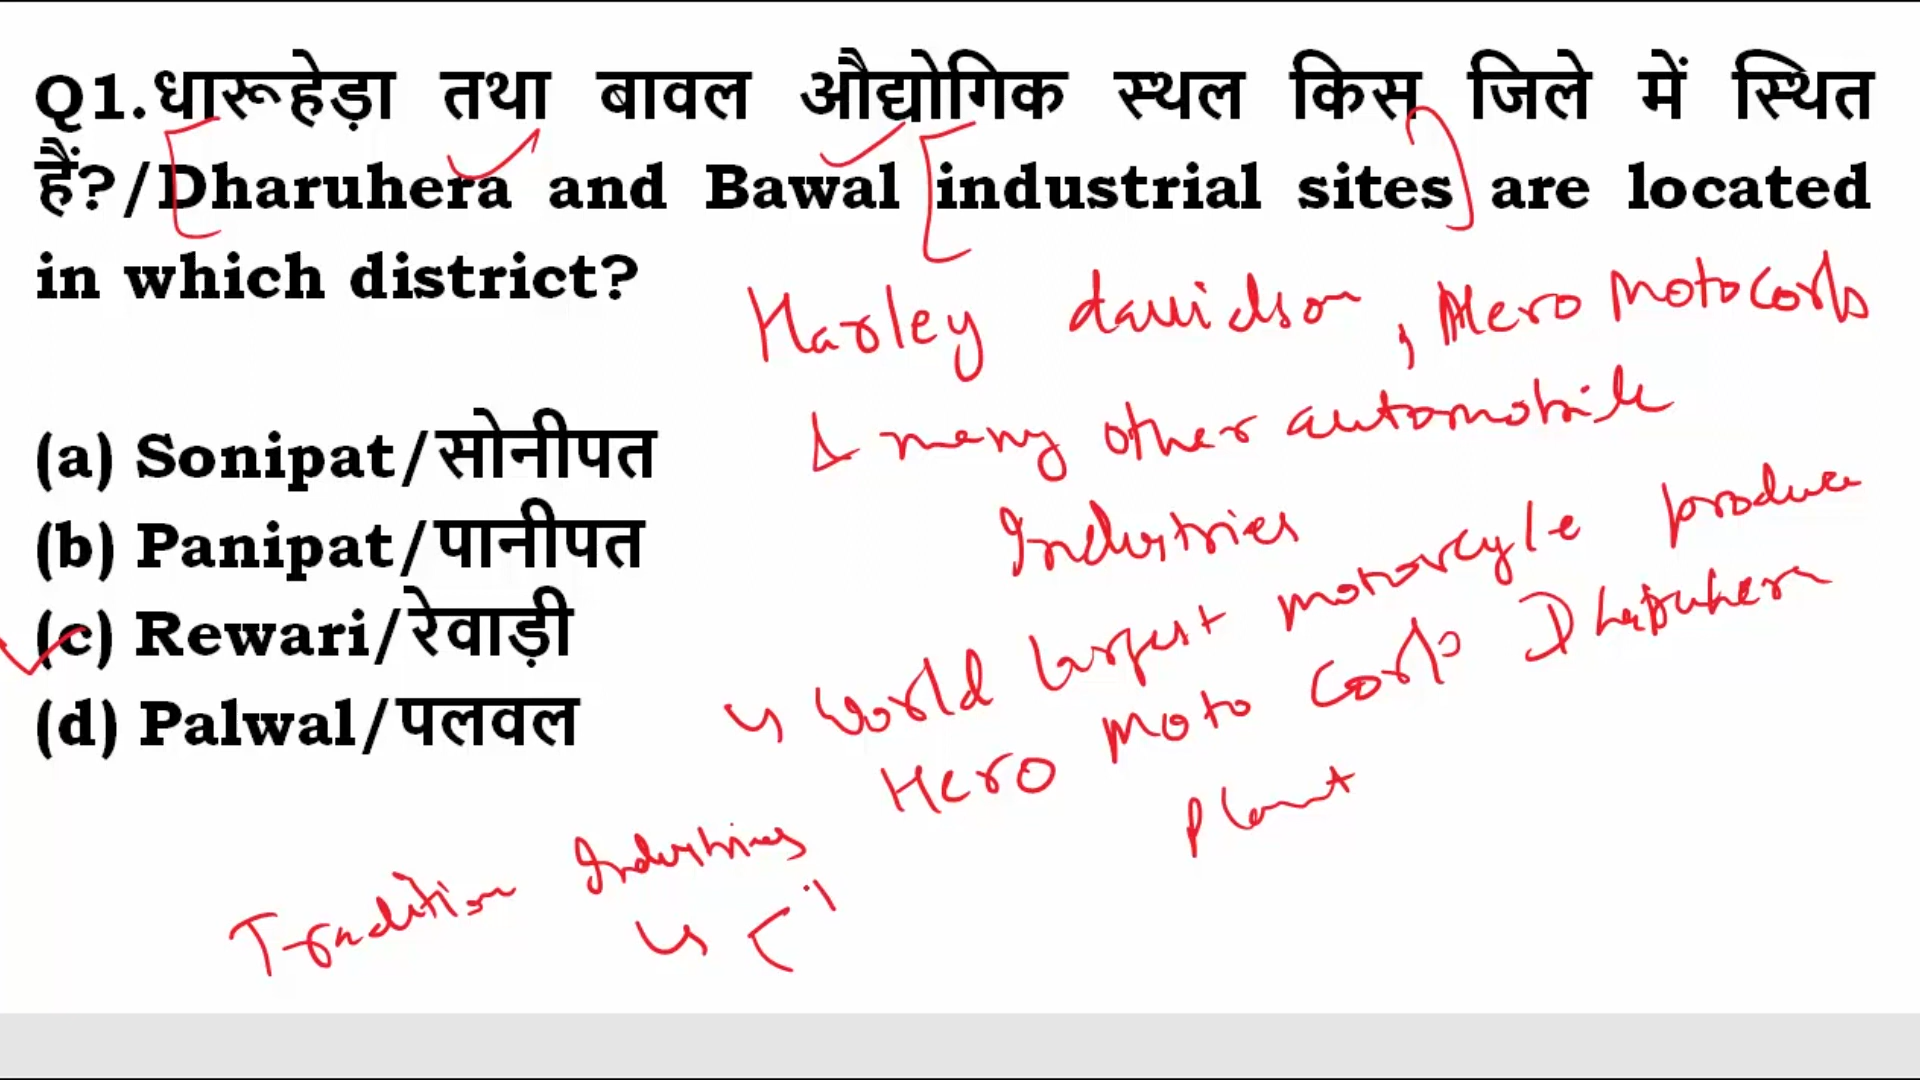 Q1.धारूहेड़ा तथा बावल औद्योगिक स्थल किस जिले में स्थित
हैं?/Dharuhera and Bawal industrial sites are located
in which district?
Harley davidson, Hero Motocorp
& many other automobile
Industries
(a) Sonipat/सोनीपत
(b) Panipat/पानीपत
(c) Rewari/रेवाड़ी
(d) Palwal/पलवल
World largest motorcycle produce
Hero Moto Corp Dharuhera
Plant
Tradition Industries